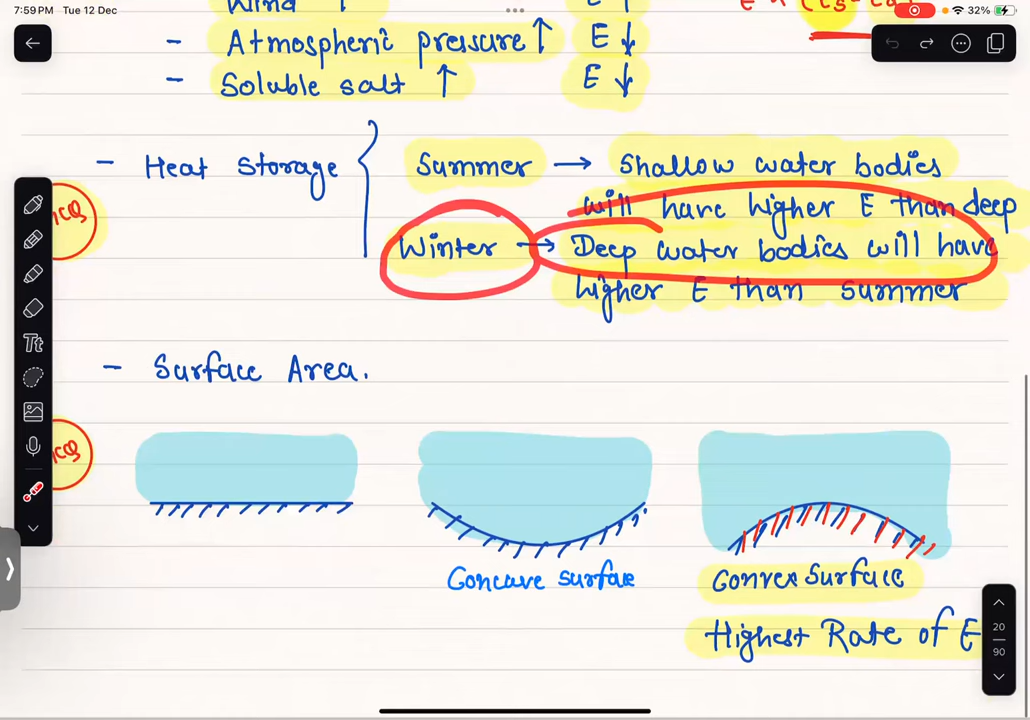 7:59 PM Tue 12 Dec
32%
Wind ↑ E ↑
- Atmospheric pressure ↑ E ↓
- Soluble salt ↑ E ↓
- Heat storage { Summer → Shallow water bodies
will have higher E than deep
Winter → Deep water bodies will have
higher E than summer
- Surface Area.
Concave surface
Convex Surface
Highest Rate of E
Tt
20
90